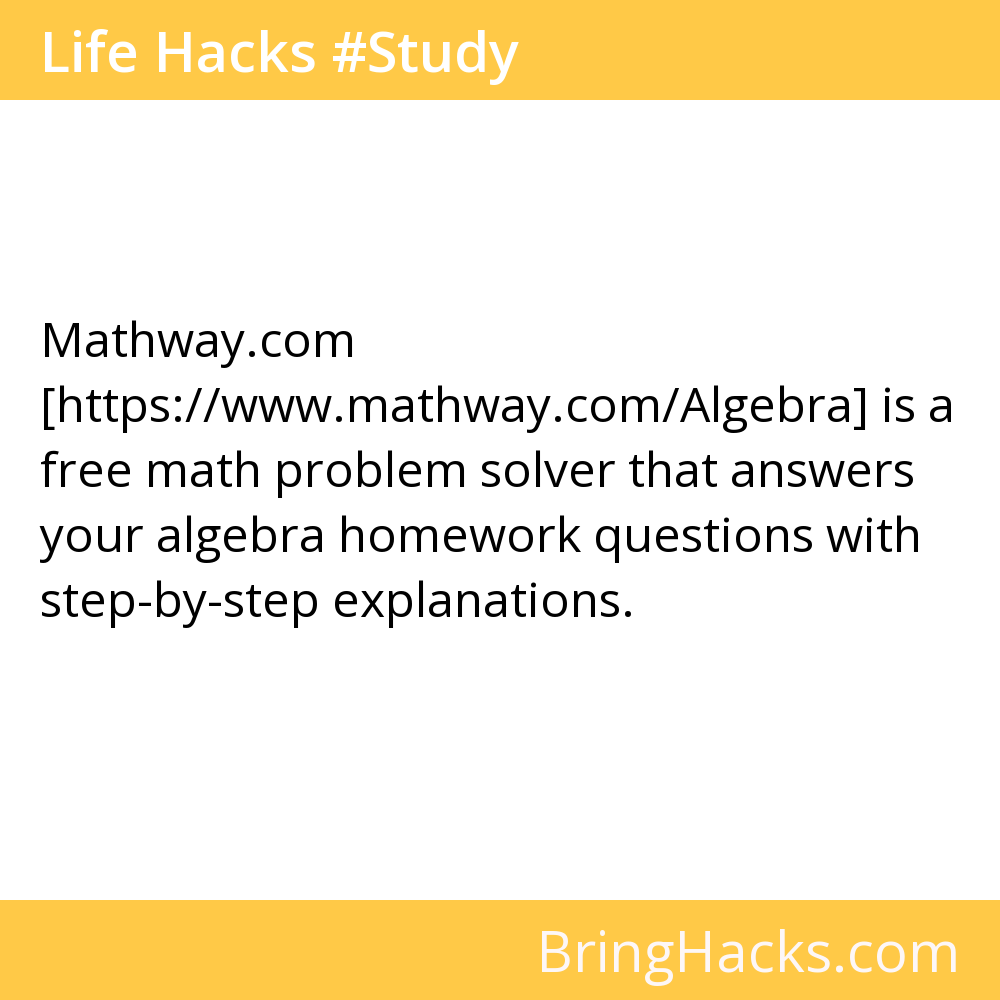 Life Hacks #Study
Mathway.com
[https://www.mathway.com/Algebra] is a
free math problem solver that answers
your algebra homework questions with
step-by-step explanations.
BringHacks.com